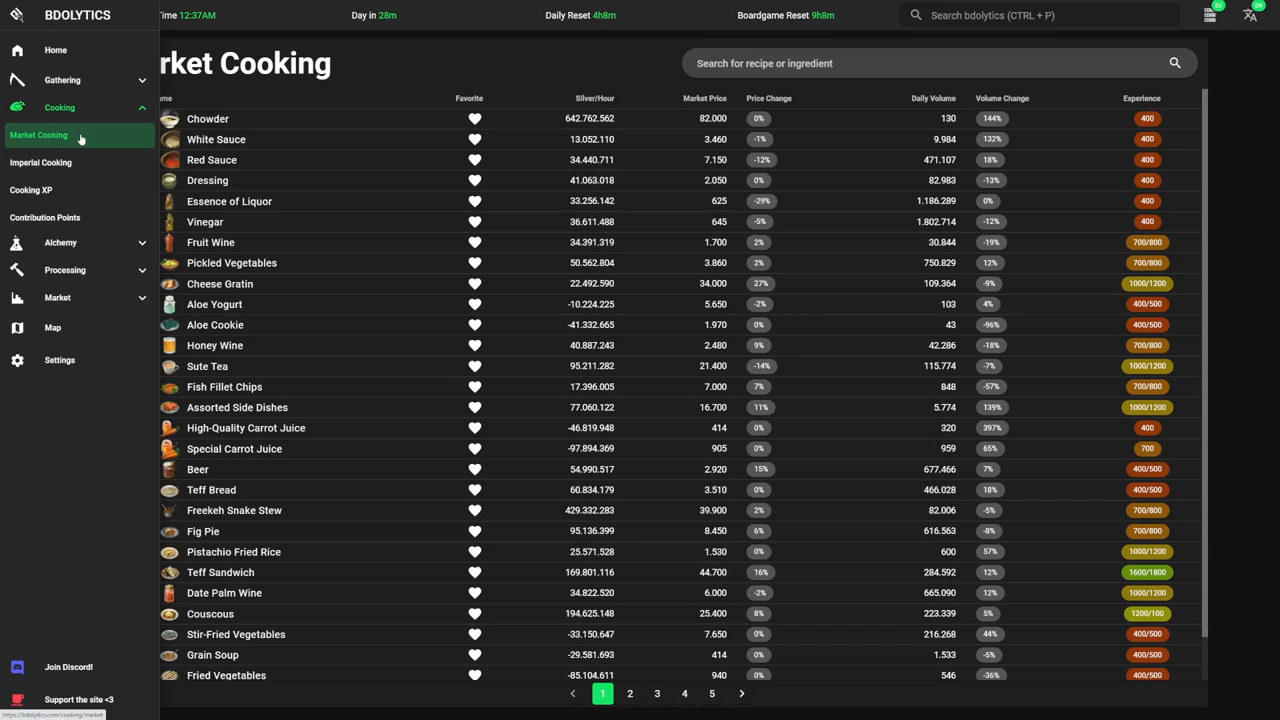 BDOLYTICS
Time 12:37AM
Day in 28m
Daily Reset 4h8m
Boardgame Reset 9h8m
Search bdolytics (CTRL + P)
EU
EN
Home
Gathering
Cooking
Market Cooking
Imperial Cooking
Cooking XP
Contribution Points
Alchemy
Processing
Market
Map
Settings
Join Discord!
Support the site <3
https://bdolytics.com/cooking/market
rket Cooking
Search for recipe or ingredient
me Favorite Silver/Hour Market Price Price Change Daily Volume Volume Change Experience
Chowder 642.762.562 82.000 0% 130 144% 400
White Sauce 13.052.110 3.460 -1% 9.984 132% 400
Red Sauce 34.440.711 7.150 -12% 471.107 18% 400
Dressing 41.063.018 2.050 0% 82.983 -13% 400
Essence of Liquor 33.256.142 625 -29% 1.186.289 0% 400
Vinegar 36.611.488 645 -5% 1.802.714 -12% 400
Fruit Wine 34.391.319 1.700 2% 30.844 -19% 700/800
Pickled Vegetables 50.562.804 3.860 2% 750.829 12% 700/800
Cheese Gratin 22.492.590 34.000 27% 109.364 -9% 1000/1200
Aloe Yogurt -10.224.225 5.650 -2% 103 4% 400/500
Aloe Cookie -41.332.665 1.970 0% 43 -96% 400/500
Honey Wine 40.887.243 2.480 9% 42.286 -18% 700/800
Sute Tea 95.211.282 21.400 -14% 115.774 -7% 1000/1200
Fish Fillet Chips 17.396.005 7.000 7% 848 -57% 700/800
Assorted Side Dishes 77.060.122 16.700 11% 5.774 139% 1000/1200
High-Quality Carrot Juice -46.819.948 414 0% 320 397% 400
Special Carrot Juice -97.894.369 905 0% 959 65% 700
Beer 54.990.517 2.920 15% 677.466 7% 400/500
Teff Bread 60.834.179 3.510 0% 466.028 18% 400/500
Freekeh Snake Stew 429.332.283 39.900 2% 82.006 -5% 700/800
Fig Pie 95.136.399 8.450 6% 616.563 -8% 700/800
Pistachio Fried Rice 25.571.528 1.530 0% 600 57% 1000/1200
Teff Sandwich 169.801.116 44.700 16% 284.592 12% 1600/1800
Date Palm Wine 34.822.520 6.000 -2% 665.090 12% 1000/1200
Couscous 194.625.148 25.400 8% 223.339 5% 1200/100
Stir-Fried Vegetables -33.150.647 7.650 0% 216.268 44% 400/500
Grain Soup -29.581.693 414 0% 1.533 -5% 400/500
Fried Vegetables -85.104.611 940 0% 546 -36% 400/500
1 2 3 4 5